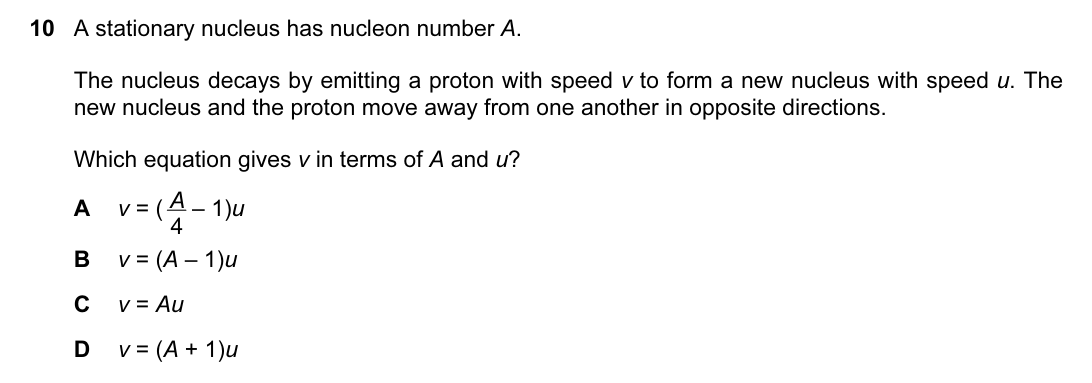 10 A stationary nucleus has nucleon number A.
The nucleus decays by emitting a proton with speed v to form a new nucleus with speed u. The
new nucleus and the proton move away from one another in opposite directions.
Which equation gives v in terms of A and u?
A v = (A/4 – 1)u
B v = (A – 1)u
C v = Au
D v = (A + 1)u